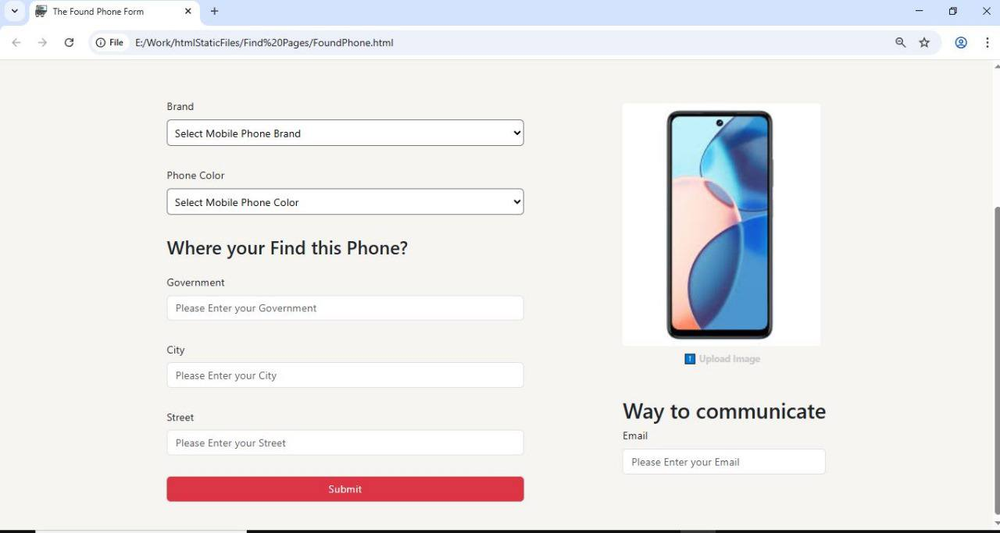 The Found Phone Form
File
E:/Work/htmlStaticFiles/Find%20Pages/FoundPhone.html
Brand
Select Mobile Phone Brand
Phone Color
Select Mobile Phone Color
Where your Find this Phone?
Government
Please Enter your Government
City
Please Enter your City
Street
Please Enter your Street
Submit
Upload Image
Way to communicate
Email
Please Enter your Email